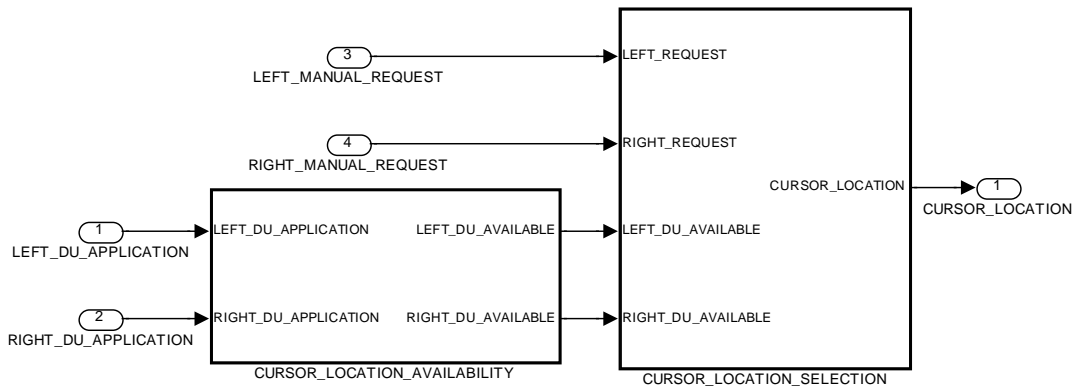 3
LEFT_MANUAL_REQUEST
LEFT_REQUEST
4
RIGHT_MANUAL_REQUEST
RIGHT_REQUEST
CURSOR_LOCATION
1
CURSOR_LOCATION
1
LEFT_DU_APPLICATION
LEFT_DU_APPLICATION
LEFT_DU_AVAILABLE
LEFT_DU_AVAILABLE
2
RIGHT_DU_APPLICATION
RIGHT_DU_APPLICATION
RIGHT_DU_AVAILABLE
RIGHT_DU_AVAILABLE
CURSOR_LOCATION_AVAILABILITY
CURSOR_LOCATION_SELECTION